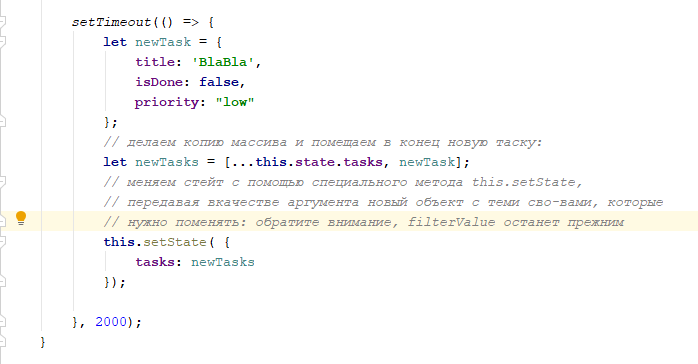 setTimeout(() => {
let newTask = {
title: 'BlaBla',
isDone: false,
priority: "low"
};
// делаем копию массива и помещаем в конец новую таску:
let newTasks = [...this.state.tasks, newTask];
// меняем стейт с помощью специального метода this.setState,
// передавая вкачестве аргумента новый объект с теми сво-вами, которые
// нужно поменять: обратите внимание, filterValue останет прежним
this.setState( {
tasks: newTasks
});
}, 2000);
}